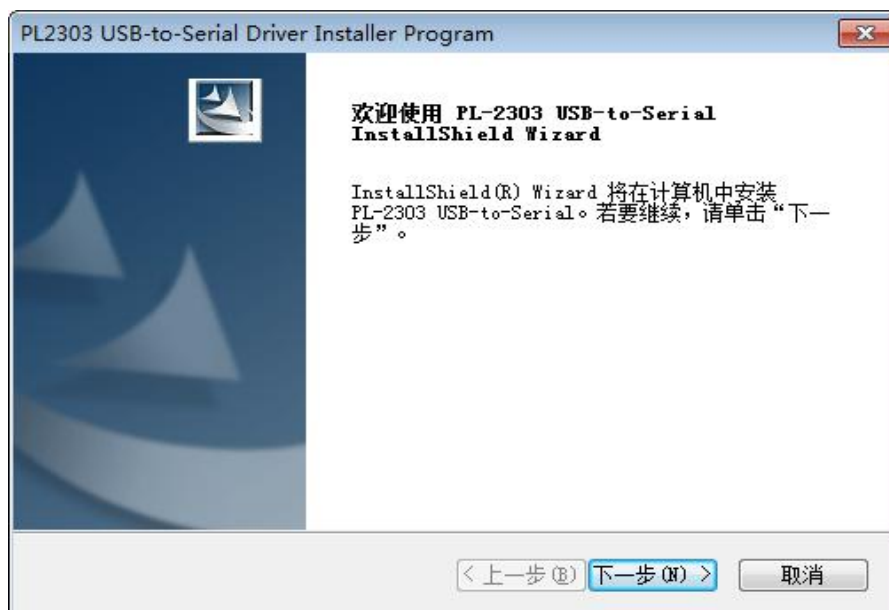 PL2303 USB-to-Serial Driver Installer Program
欢迎使用 PL-2303 USB-to-Serial
InstallShield Wizard
InstallShield(R) Wizard 将在计算机中安装
PL-2303 USB-to-Serial。若要继续，请单击“下一
步”。
< 上一步(B) 下一步(N) > 取消